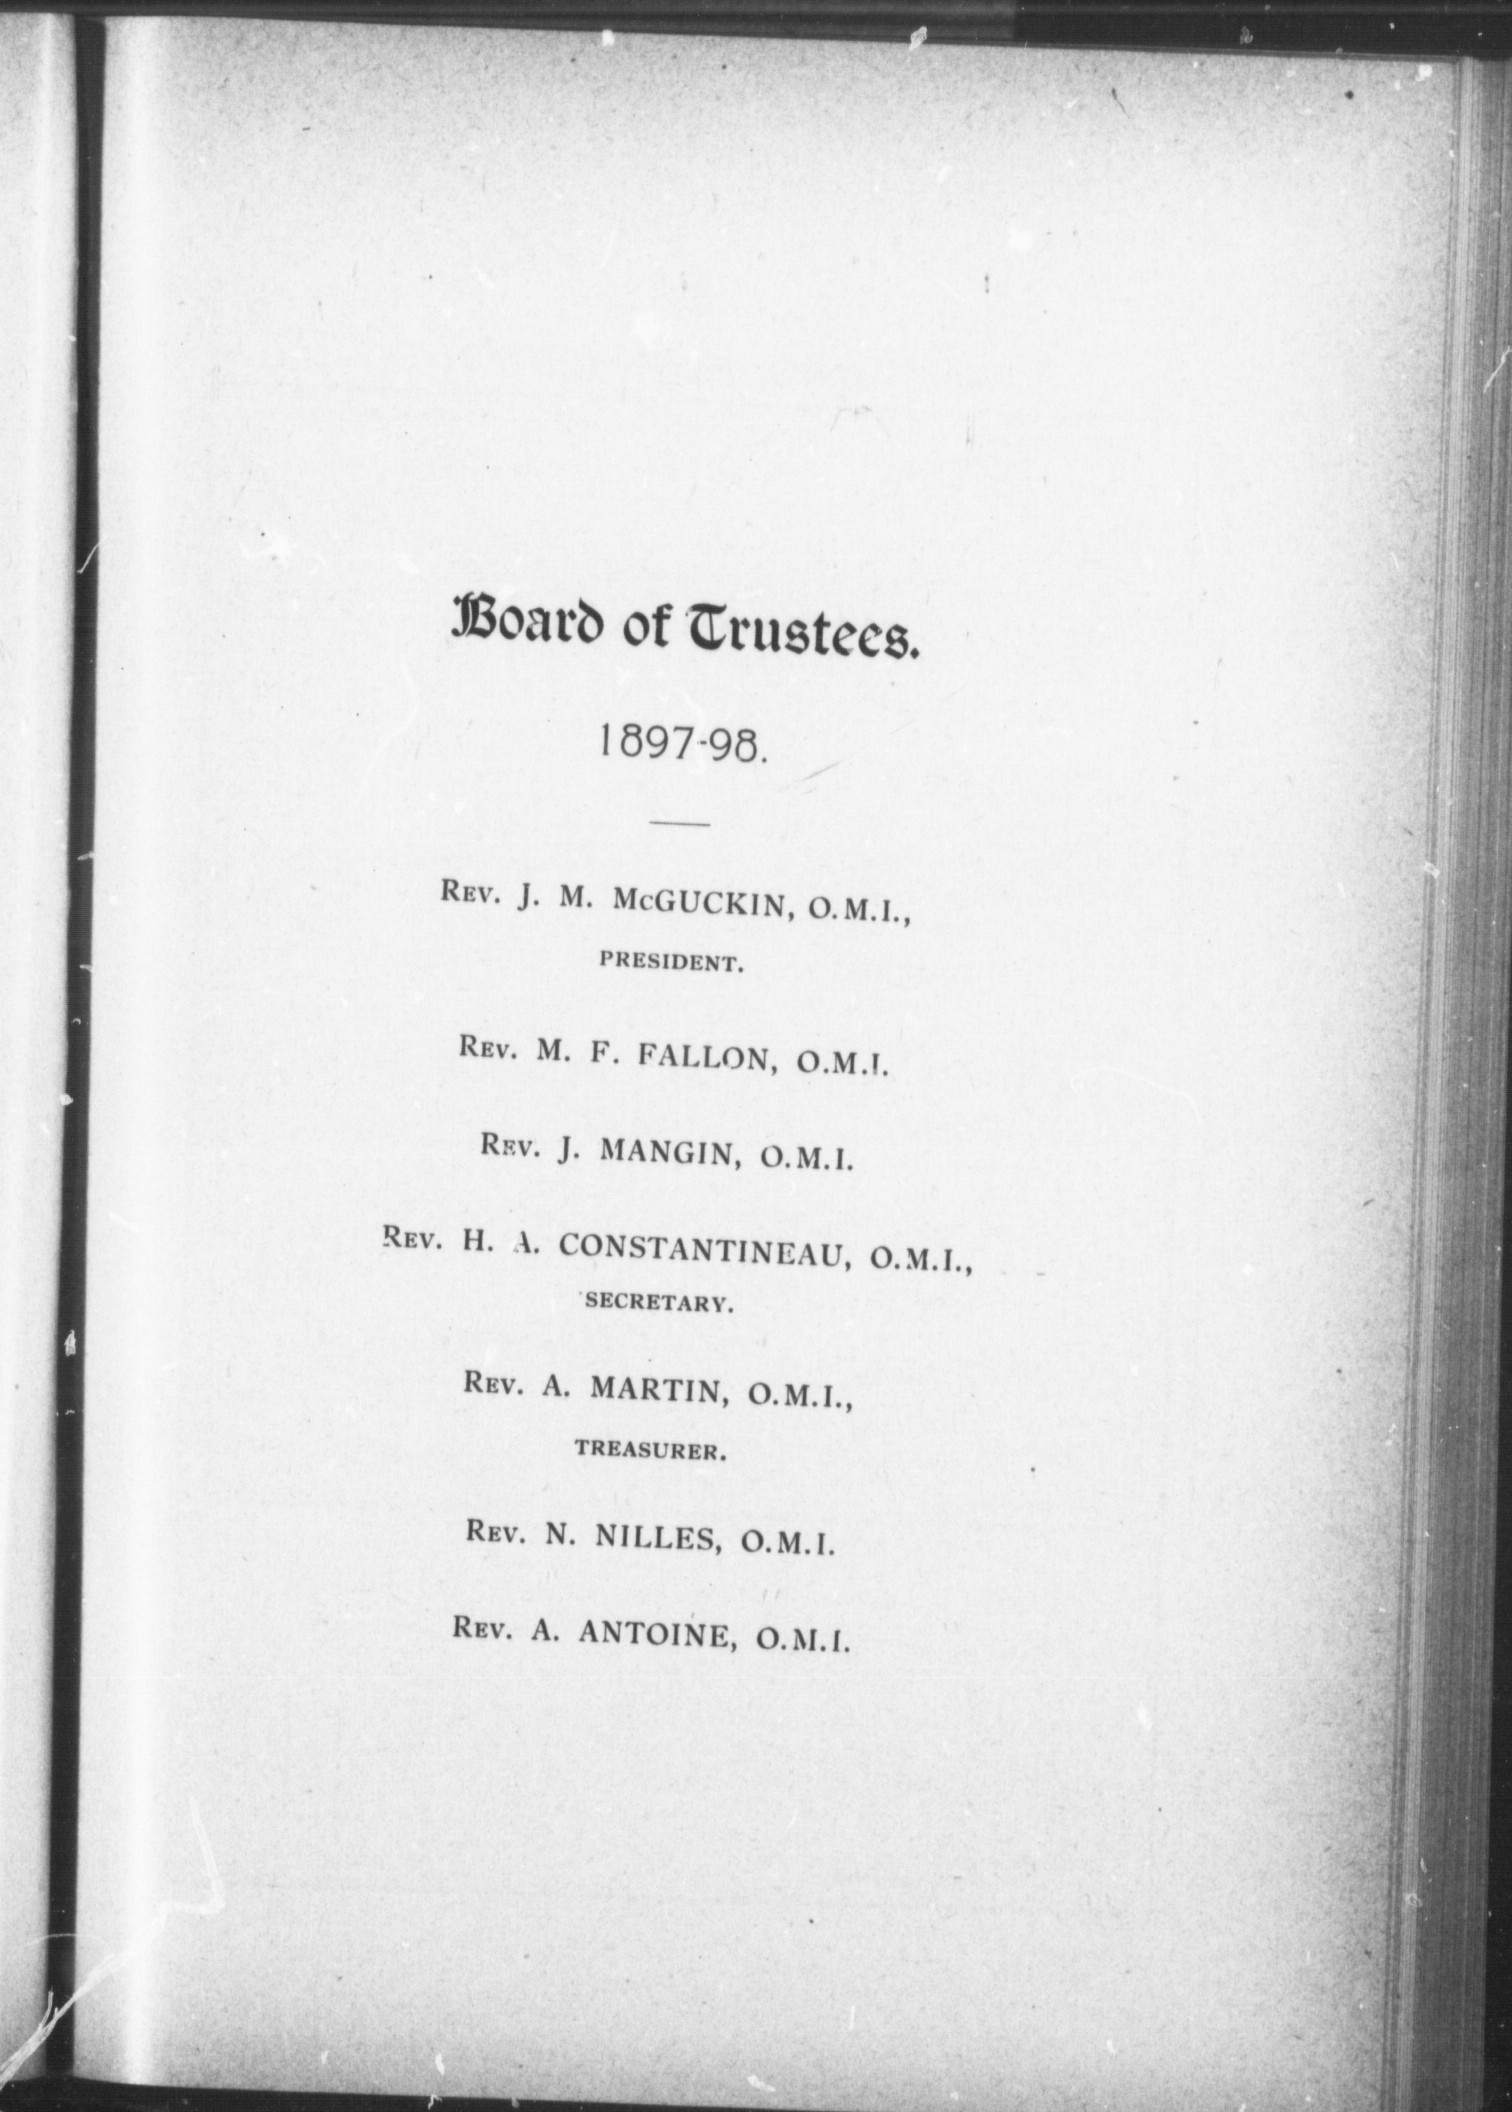 Board of Trustees.
1897-98.
Rev. J. M. McGUCKIN, O.M.I.,
PRESIDENT.
Rev. M. F. FALLON, O.M.I.
Rev. J. MANGIN, O.M.I.
Rev. H. A. CONSTANTINEAU, O.M.I.,
SECRETARY.
Rev. A. MARTIN, O.M.I.,
TREASURER.
Rev. N. NILLES, O.M.I.
Rev. A. ANTOINE, O.M.I.